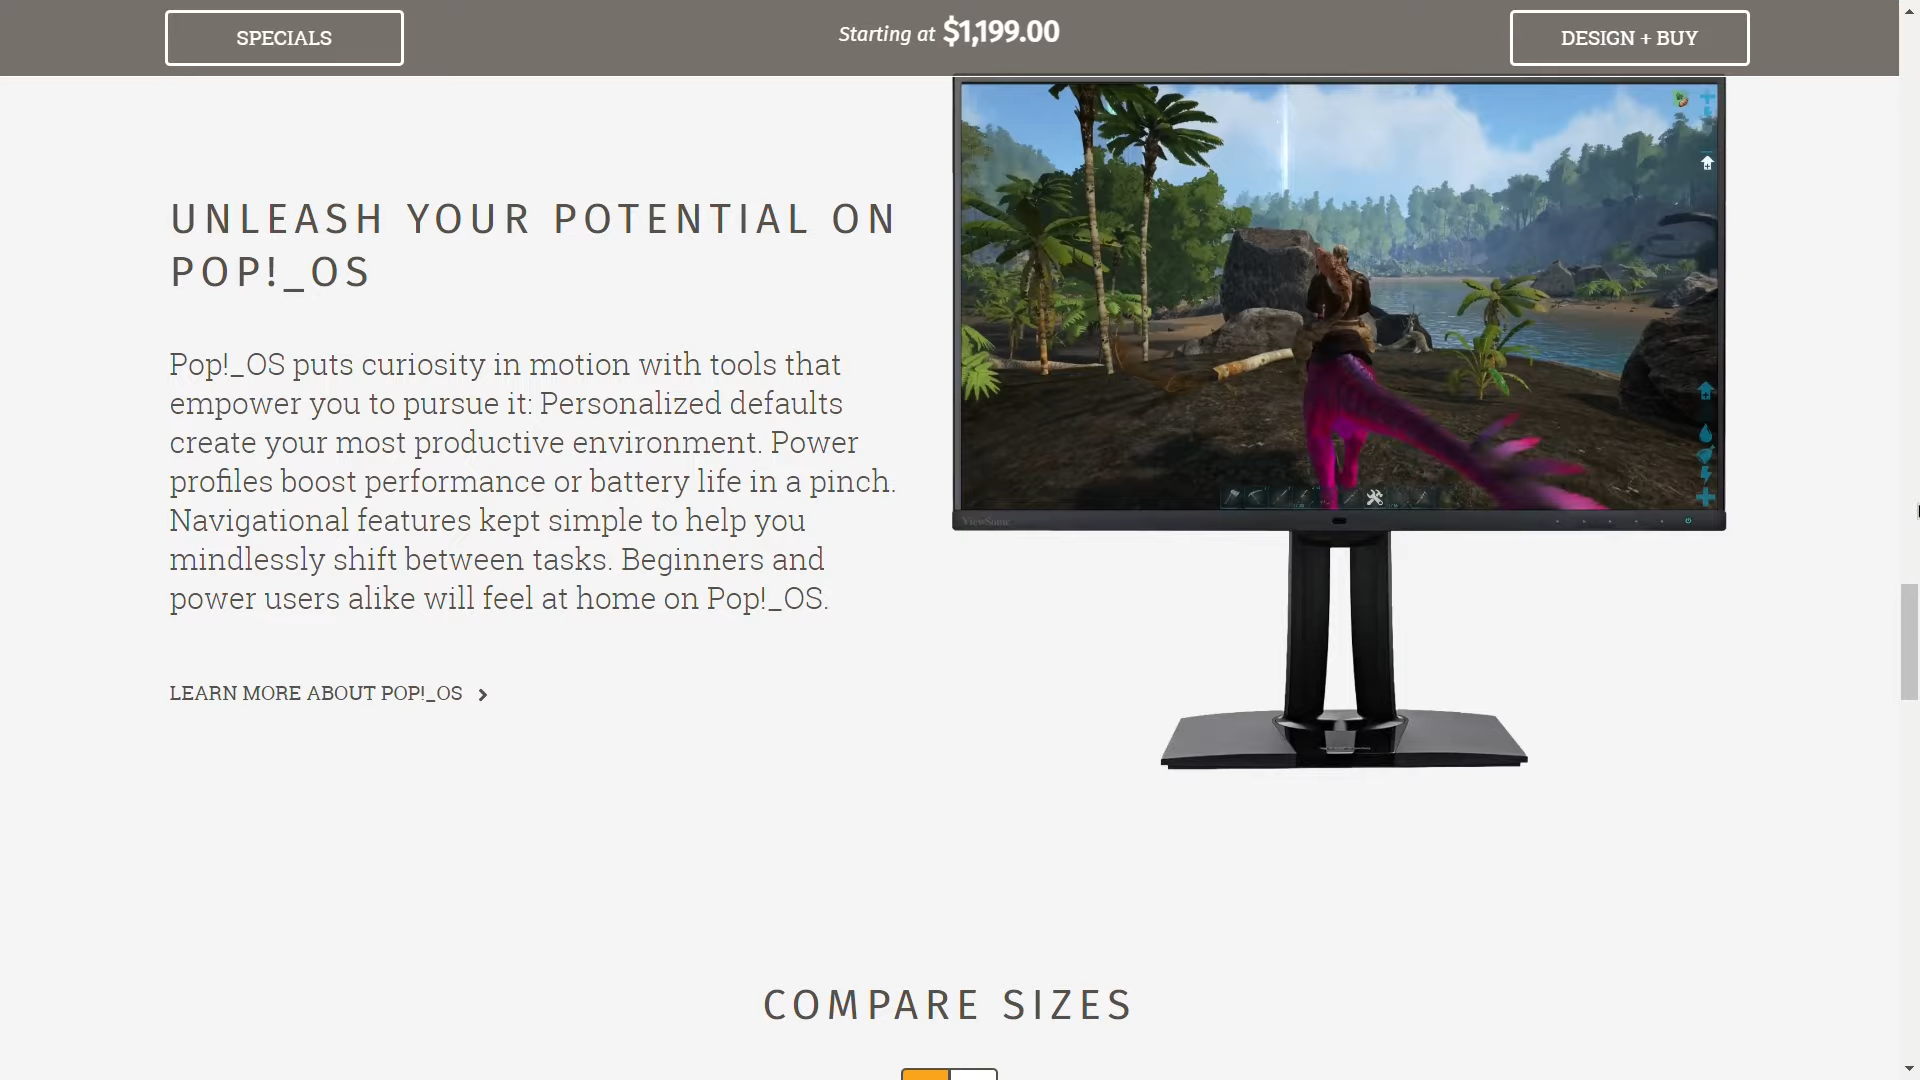 SPECIALS
Starting at $1,199.00
DESIGN + BUY
UNLEASH YOUR POTENTIAL ON
POP!_OS
Pop!_OS puts curiosity in motion with tools that
empower you to pursue it: Personalized defaults
create your most productive environment. Power
profiles boost performance or battery life in a pinch.
Navigational features kept simple to help you
mindlessly shift between tasks. Beginners and
power users alike will feel at home on Pop!_OS.
LEARN MORE ABOUT POP!_OS
ViewSonic
COMPARE SIZES